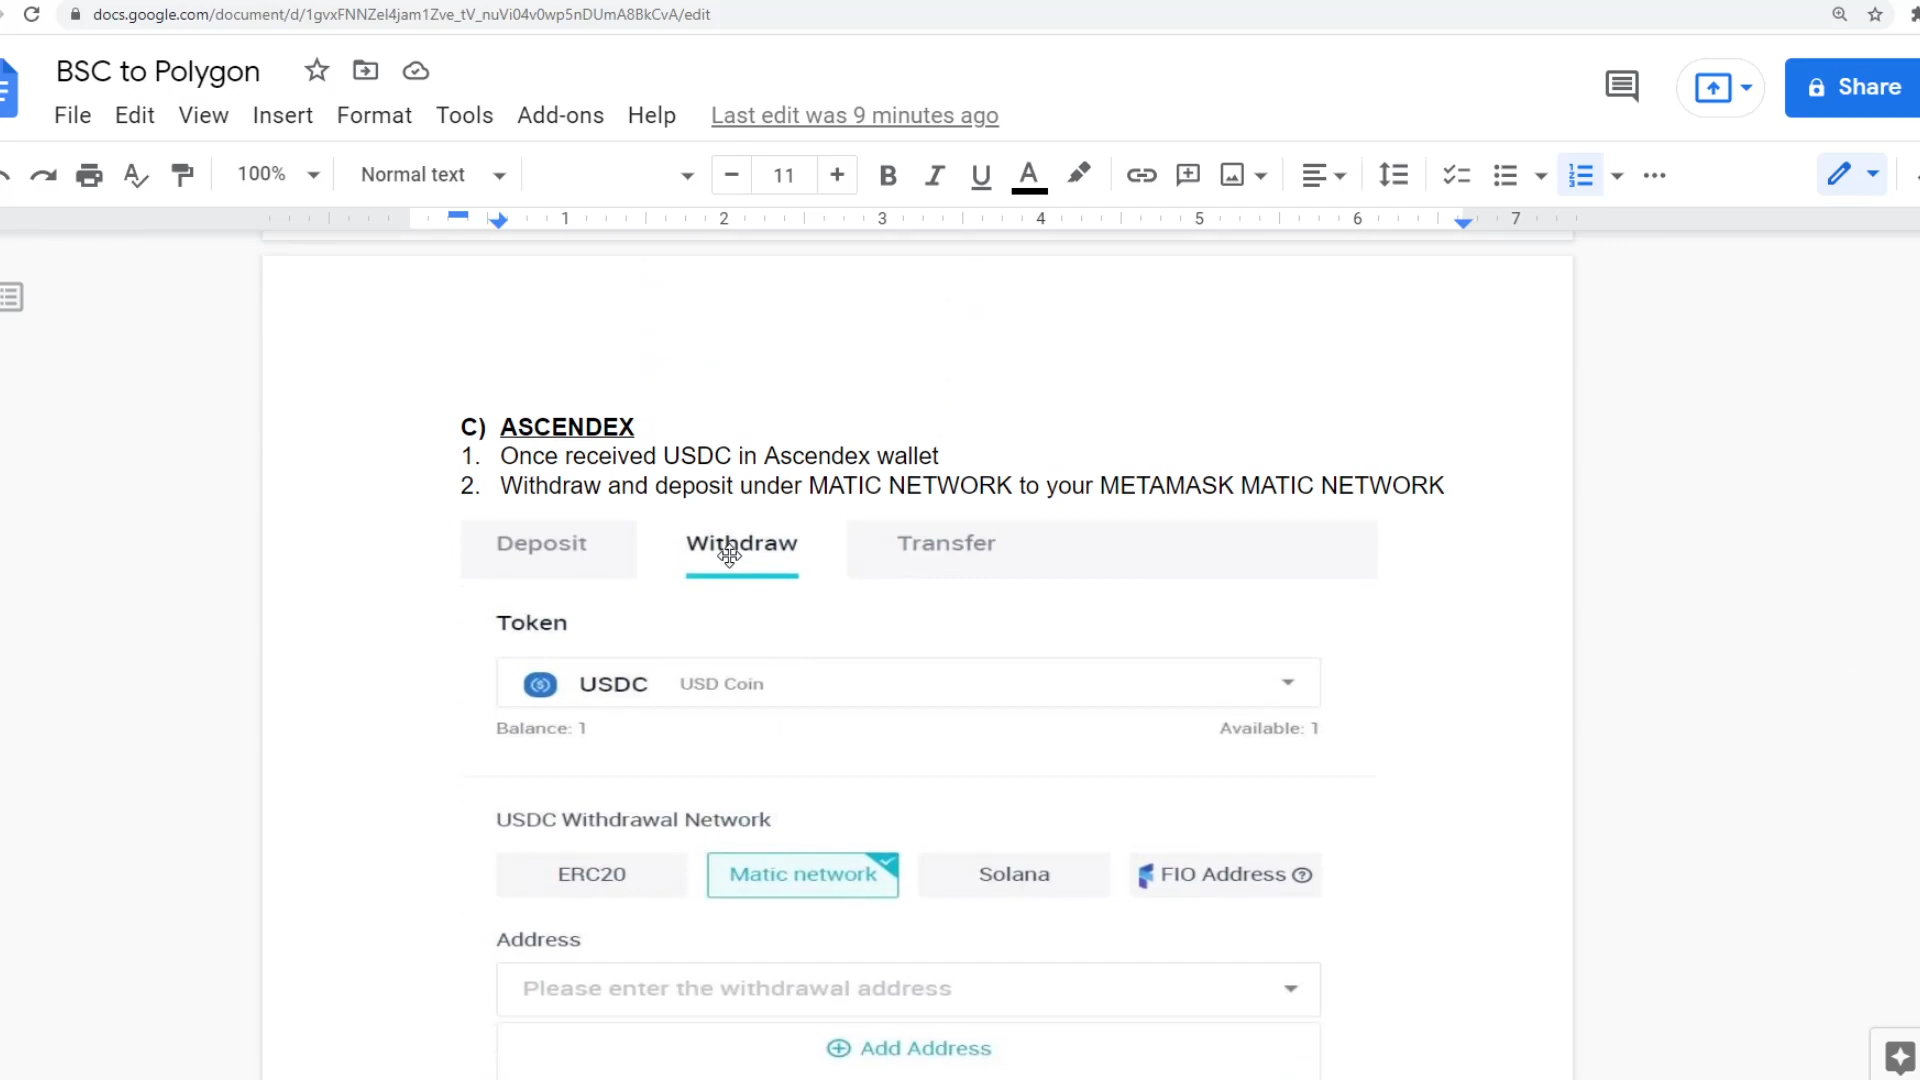 docs.google.com/document/d/1gvxFNNZel4jam1Zve_tV_nuVi04v0wp5nDUmA8BkCvA/edit
BSC to Polygon
File Edit View Insert Format Tools Add-ons Help Last edit was 9 minutes ago
Share
100% Normal text 11 B I U A
1 2 3 4 5 6 7
C) ASCENDEX
1. Once received USDC in Ascendex wallet
2. Withdraw and deposit under MATIC NETWORK to your METAMASK MATIC NETWORK
Deposit Withdraw Transfer
Token
USDC USD Coin
Balance: 1 Available: 1
USDC Withdrawal Network
ERC20 Matic network Solana FIO Address
Address
Please enter the withdrawal address
Add Address